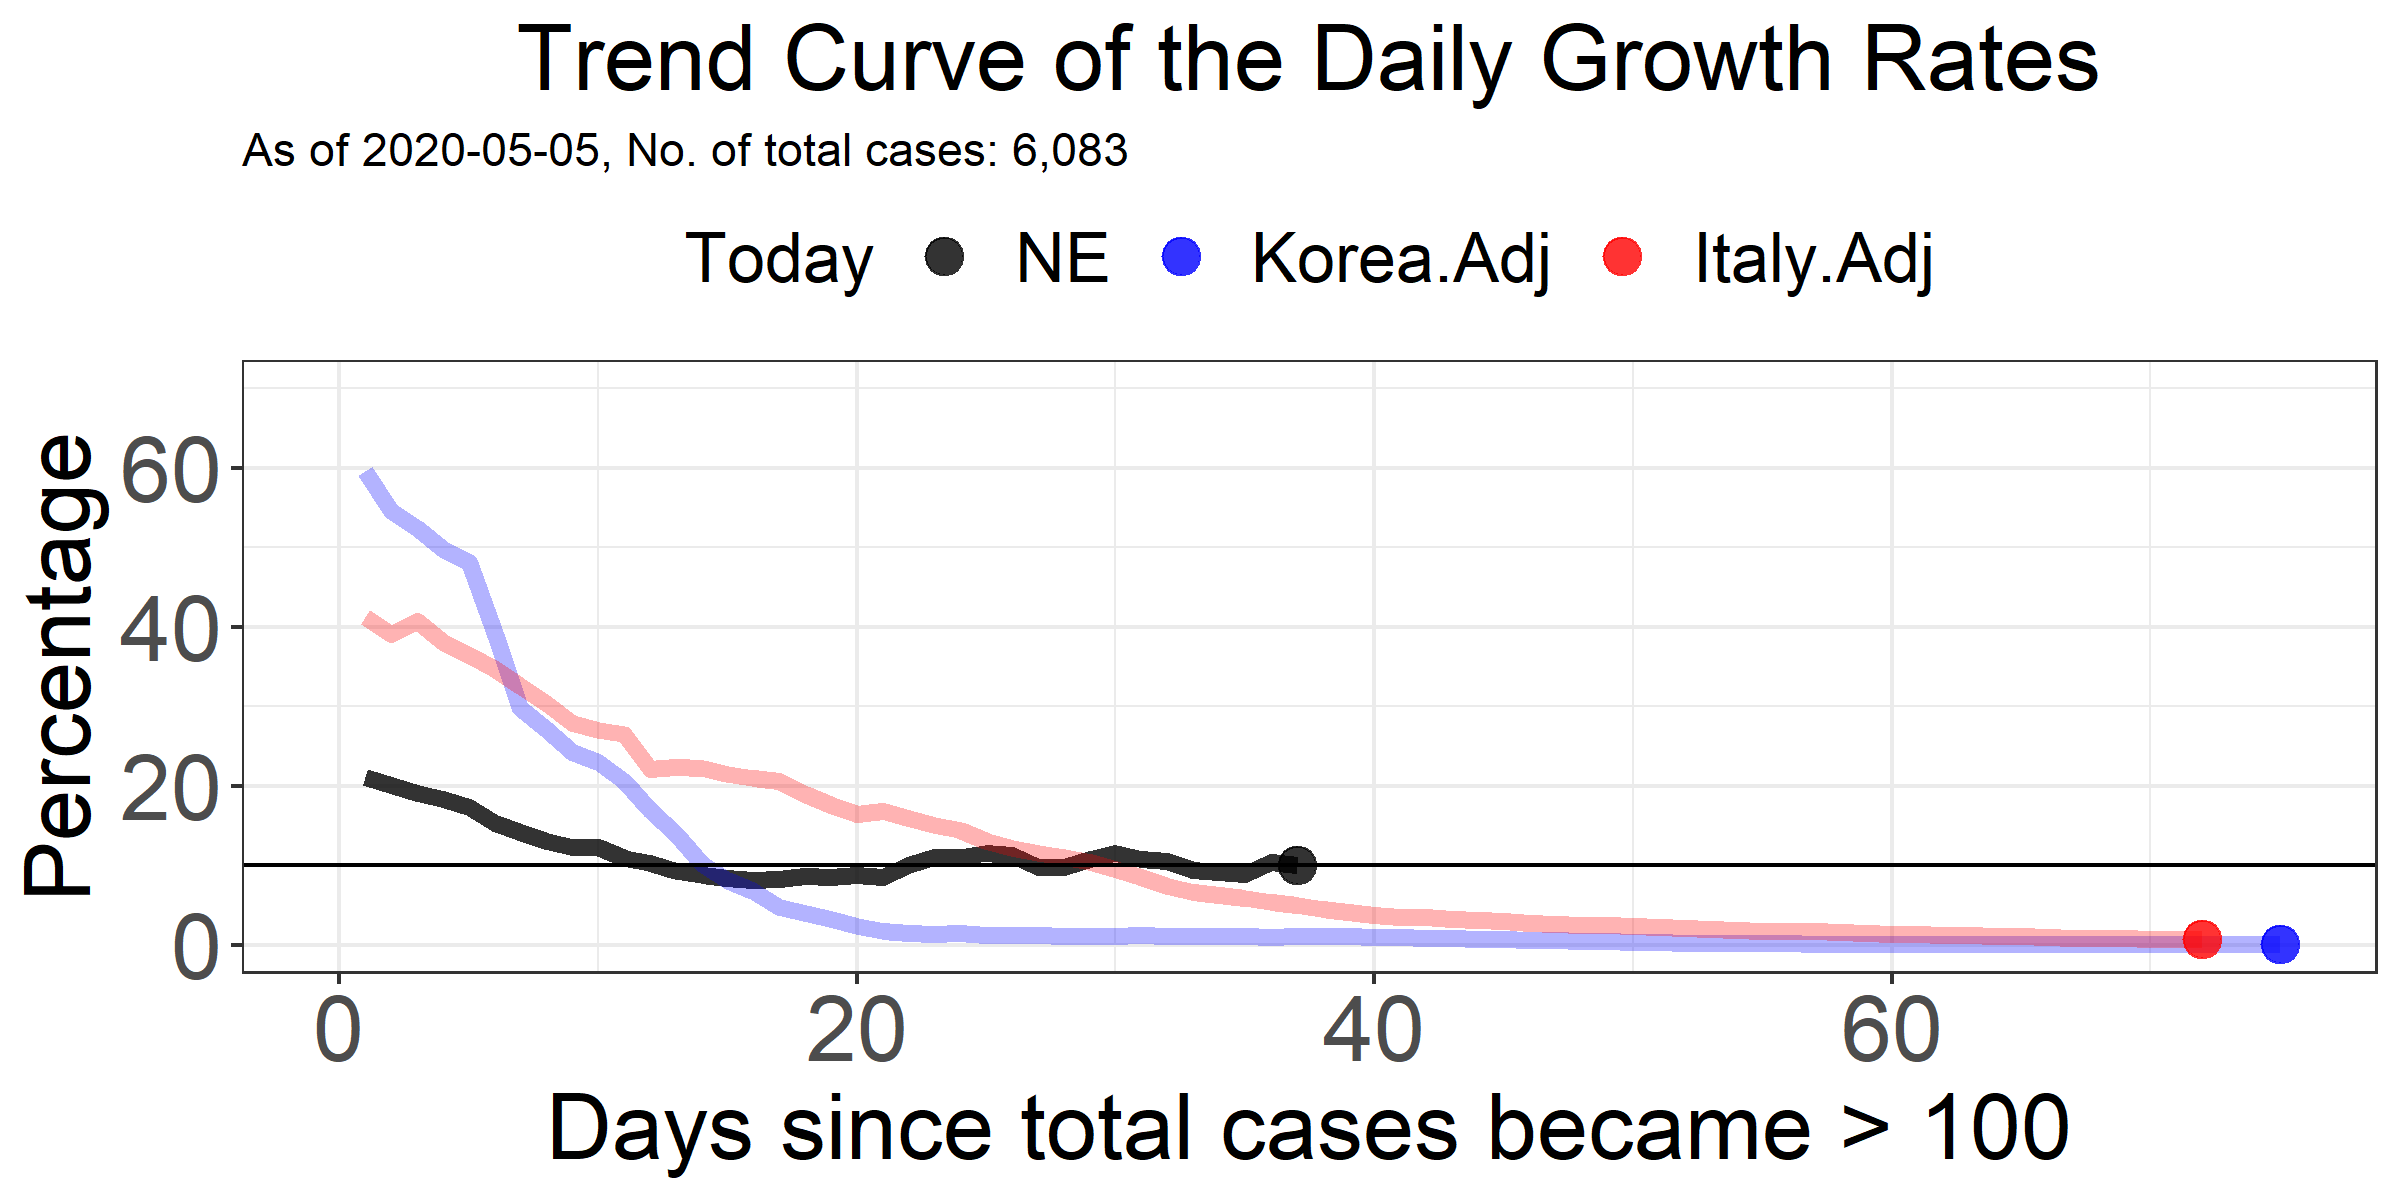 Trend Curve of the Daily Growth Rates
As of 2020-05-05, No. of total cases: 6,083
Today NE Korea.Adj Italy.Adj
Percentage
60
40
20
0
0 20 40 60
Days since total cases became > 100